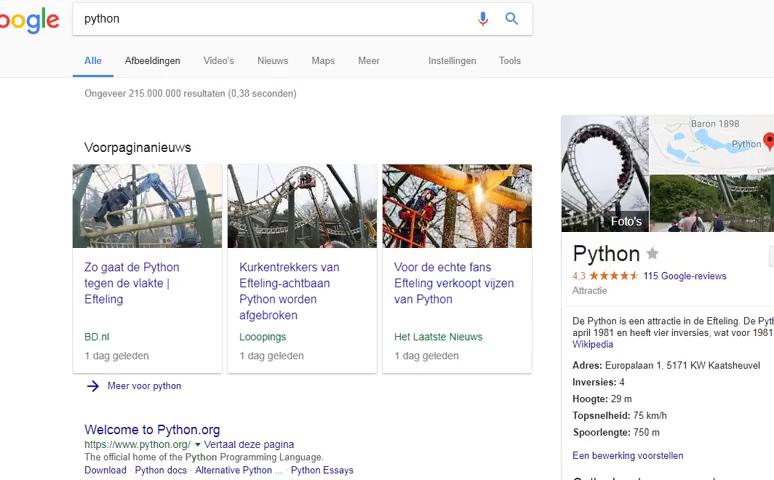 oogle
python
Alle Afbeeldingen Video's Nieuws Maps Meer Instellingen Tools
Ongeveer 215.000.000 resultaten (0,38 seconden)
Voorpaginanieuws
Zo gaat de Python
tegen de vlakte |
Efteling
BD.nl
1 dag geleden
Kurkentrekkers van
Efteling-achtbaan
Python worden
afgebroken
Looopings
1 dag geleden
Voor de echte fans
Efteling verkoopt vijzen
van Python
Het Laatste Nieuws
1 dag geleden
Meer voor python
Welcome to Python.org
https://www.python.org/ Vertaal deze pagina
The official home of the Python Programming Language.
Download · Python docs · Alternative Python ... · Python Essays
Baron 1898
Python
Foto's
Python
4,3 115 Google-reviews
Attractie
De Python is een attractie in de Efteling. De Pyth
april 1981 en heeft vier inversies, wat voor 1981
Wikipedia
Adres: Europalaan 1, 5171 KW Kaatsheuvel
Inversies: 4
Hoogte: 29 m
Topsnelheid: 75 km/h
Spoorlengte: 750 m
Een bewerking voorstellen